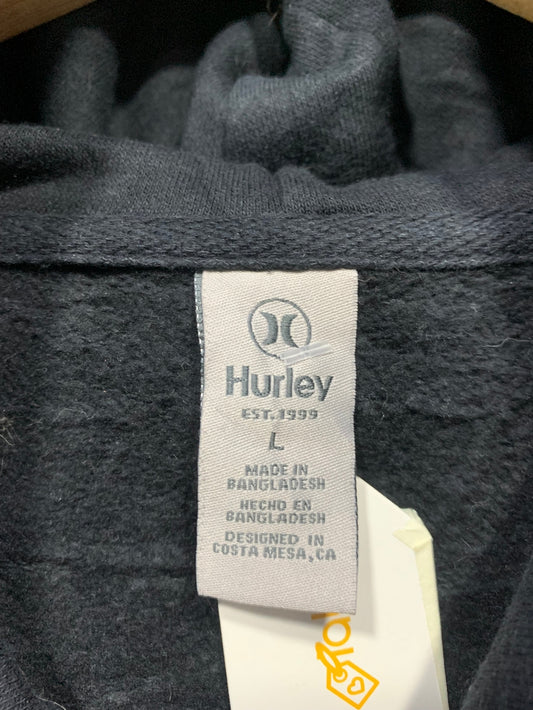 Hurley
EST. 1999
L
MADE IN
BANGLADESH
HECHO EN
BANGLADESH
DESIGNED IN
COSTA MESA, CA